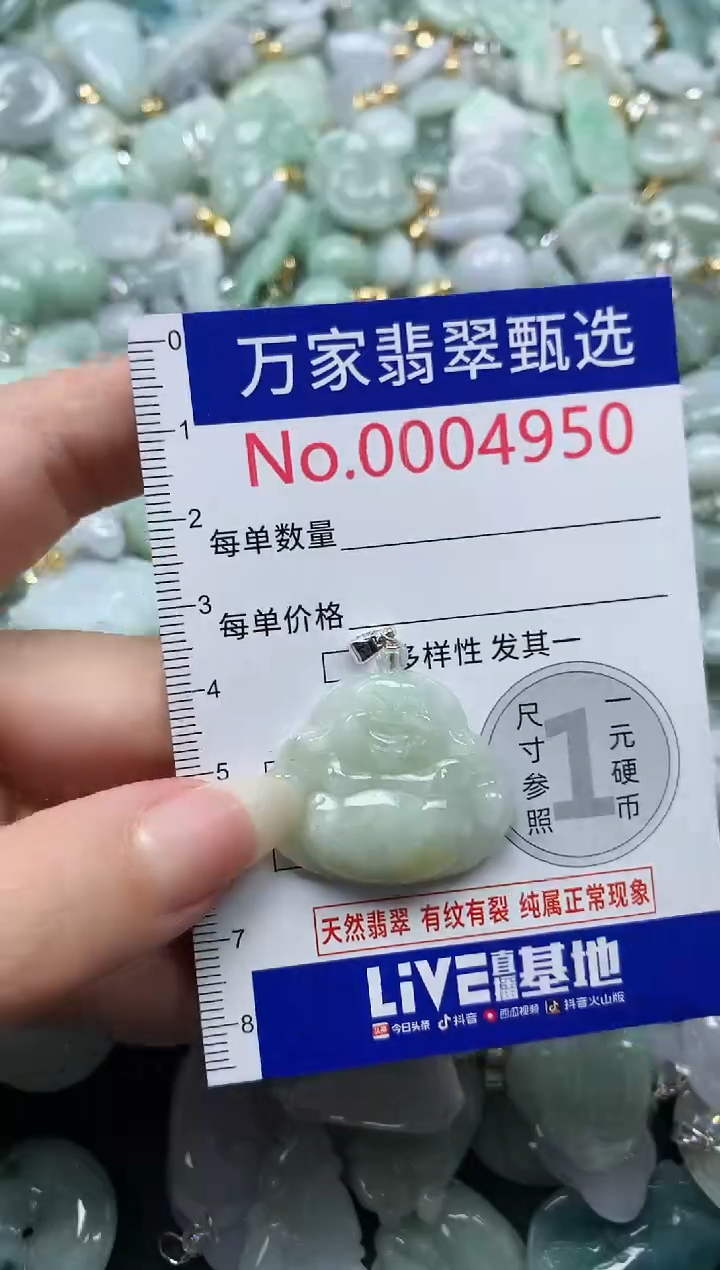 0
万家翡翠甄选
1
No.0004950
2
每单数量
3
每单价格
多样性 发其一
4
尺寸参照
1
一元硬币
5
天然翡翠 有纹有裂 纯属正常现象
7
LiVE直播基地
8
今日头条 抖音 西瓜视频 抖音火山版